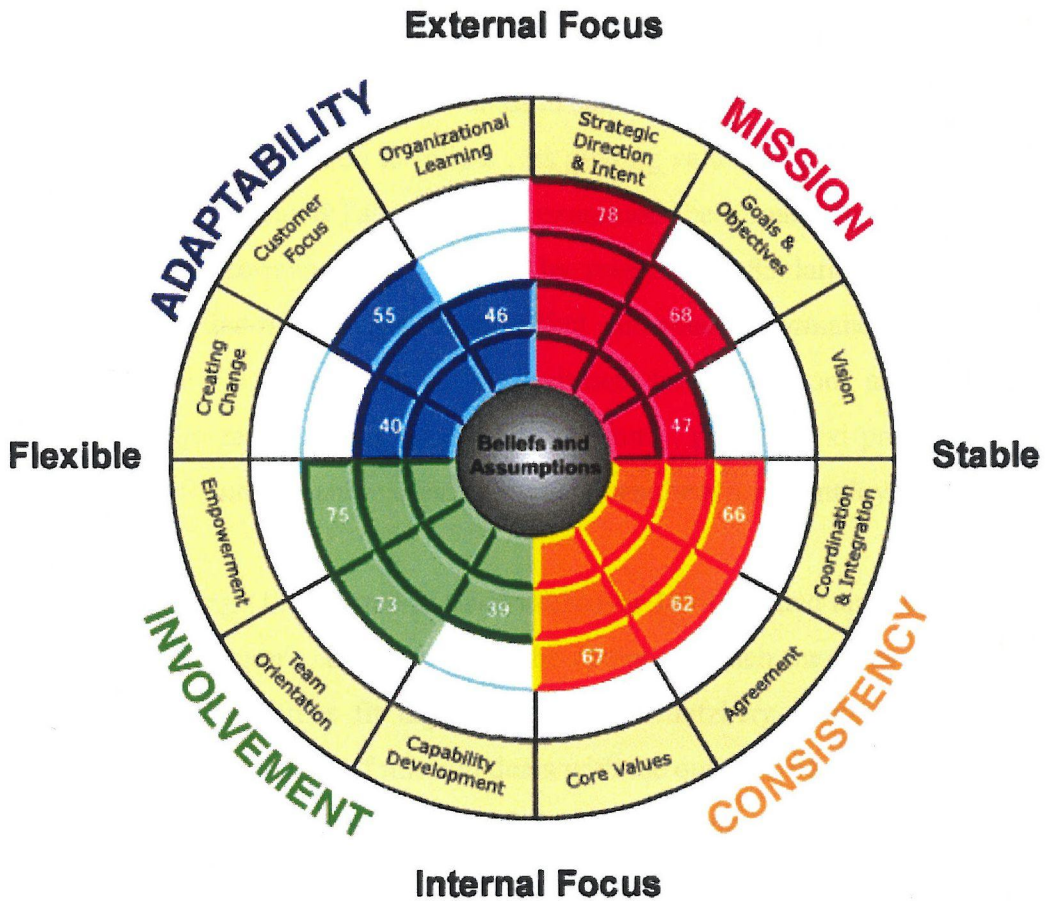 External Focus
ADAPTABILITY
MISSION
Organizational
Learning
Strategic
Direction
& Intent
Customer
Focus
Goals &
Objectives
Creating
Change
Vision
78
55
46
68
40
47
Flexible
Beliefs and
Assumptions
Stable
Empowerment
75
66
Coordination
& Integration
73
39
67
62
Team
Orientation
Agreement
Capability
Development
Core Values
INVOLVEMENT
CONSISTENCY
Internal Focus